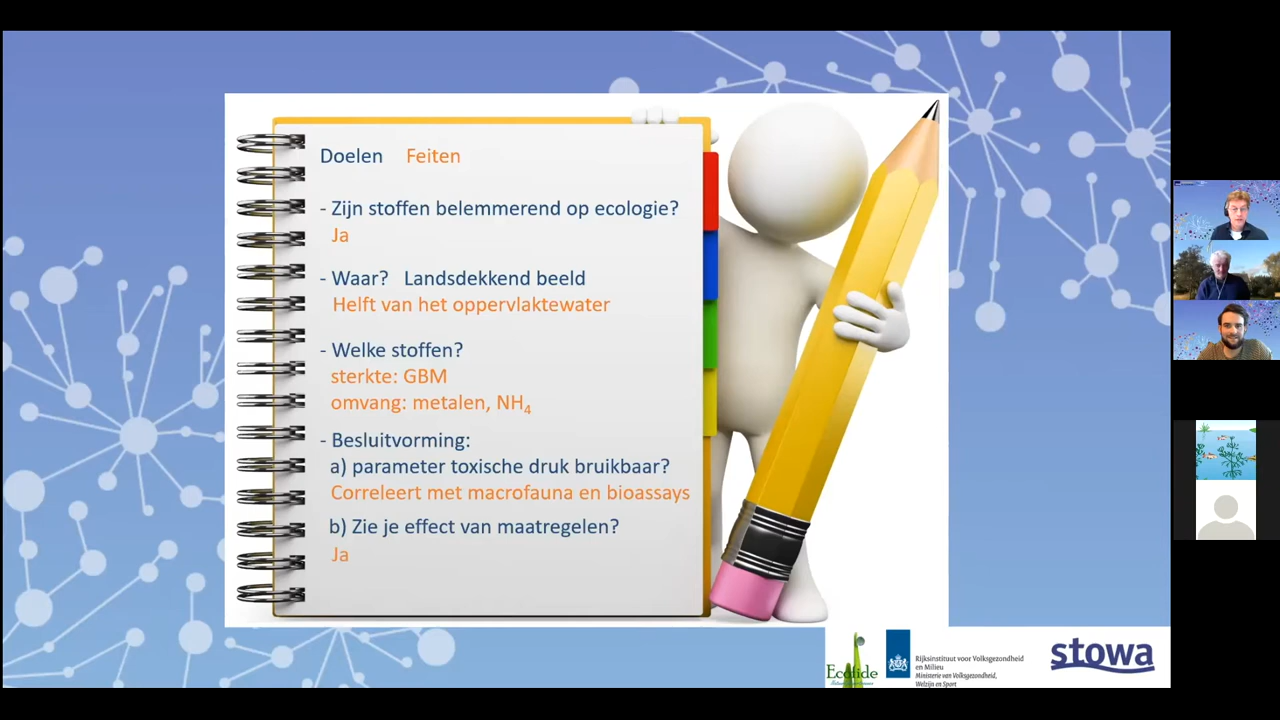 Doelen Feiten
- Zijn stoffen belemmerend op ecologie?
Ja
- Waar? Landsdekkend beeld
Helft van het oppervlaktewater
- Welke stoffen?
sterkte: GBM
omvang: metalen, NH4
- Besluitvorming:
a) parameter toxische druk bruikbaar?
Correleert met macrofauna en bioassays
b) Zie je effect van maatregelen?
Ja
Ecofide
Rijksinstituut voor Volksgezondheid
en Milieu
Ministerie van Volksgezondheid,
Welzijn en Sport
stowa